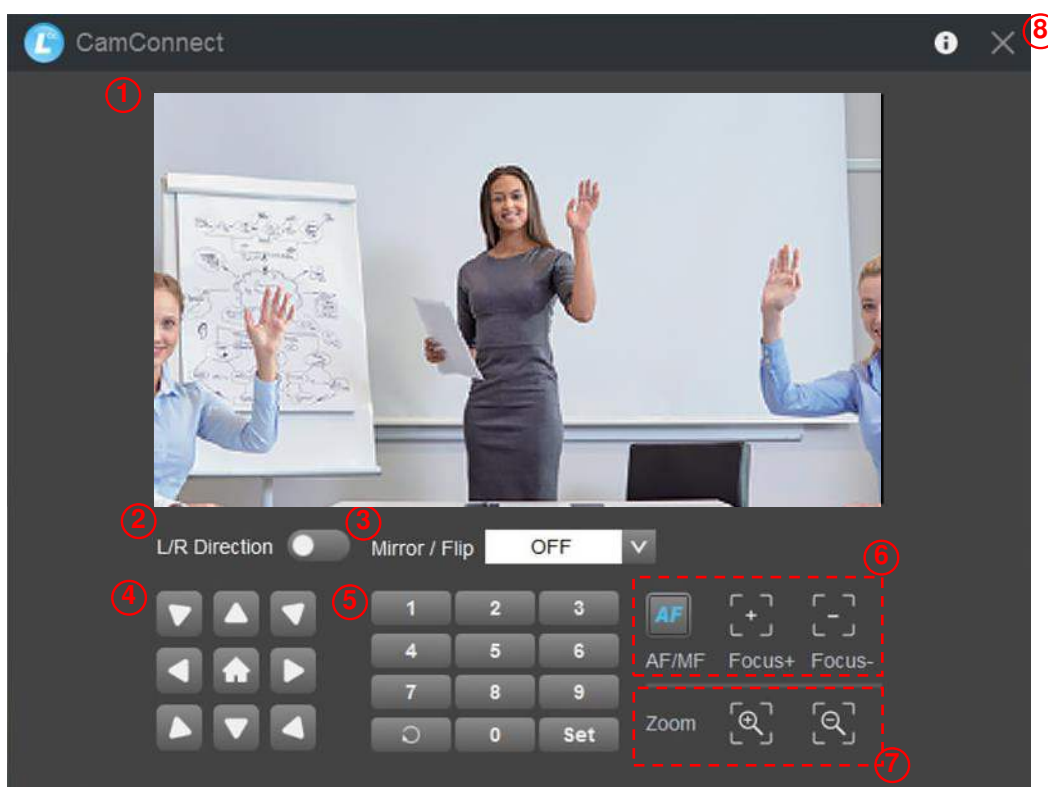 L CamConnect i ⑧
①
② L/R Direction ③ Mirror / Flip OFF V
④ ⑤ 1 2 3 AF ⑥
4 5 6 AF/MF Focus+ Focus-
7 8 9
0 Set Zoom
⑦